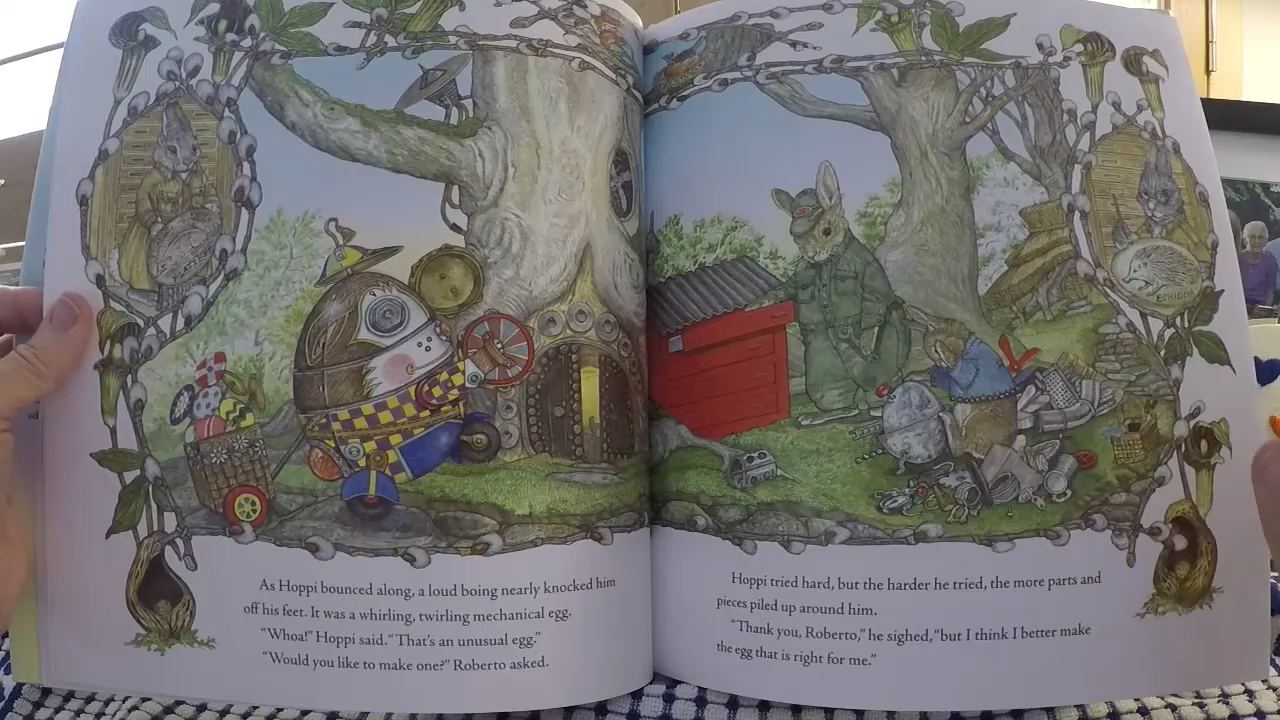 ECHIDNA
As Hoppi bounced along, a loud boing nearly knocked him
off his feet. It was a whirling, twirling mechanical egg.
"Whoa!" Hoppi said. "That's an unusual egg."
"Would you like to make one?" Roberto asked.
Hoppi tried hard, but the harder he tried, the more parts and
pieces piled up around him.
"Thank you, Roberto," he sighed, "but I think I better make
the egg that is right for me."